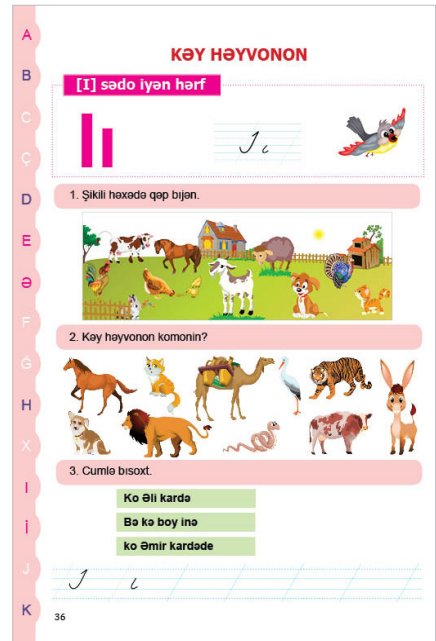 KƏY HƏYVONON
[I] sədo iyən hərf
I ı
I ı
1. Şikili həxədə qəp bıjən.
2. Kəy həyvonon komonin?
3. Cumlə bısoxt.
Ko Əli kardə
Bə kə boy inə
ko Əmir kardəde
I ı
36
A
B
C
Ç
D
E
Ə
F
Ğ
H
X
I
İ
J
K